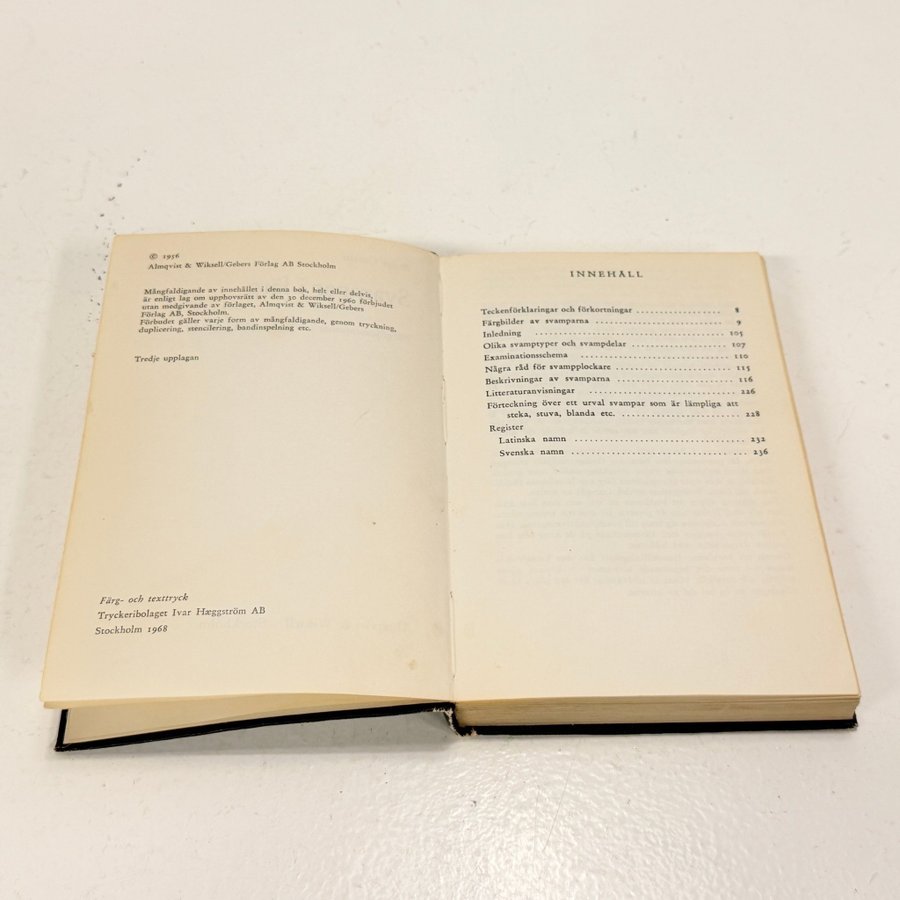 © 1956
Almqvist & Wiksell/Gebers Förlag AB Stockholm
Mångfaldigande av innehållet i denna bok, helt eller delvis,
är enligt lag om upphovsrätt av den 30 december 1960 förbjudet
utan medgivande av förlaget, Almqvist & Wiksell/Gebers
Förlag AB, Stockholm.
Förbudet gäller varje form av mångfaldigande, genom tryckning,
duplicering, stencilering, bandinspelning etc.
Tredje upplagan
Färg- och texttryck
Tryckeribolaget Ivar Hæggström AB
Stockholm 1968
INNEHÅLL
Teckenförklaringar och förkortningar ................ 8
Färgbilder av svamparna ................ 9
Inledning ................ 105
Olika svamptyper och svampdelar ................ 107
Examinationsschema ................ 110
Några råd för svampplockare ................ 115
Beskrivningar av svamparna ................ 116
Litteraturanvisningar ................ 226
Förteckning över ett urval svampar som är lämpliga att
steka, stuva, blanda etc. ................ 228
Register
Latinska namn ................ 232
Svenska namn ................ 236